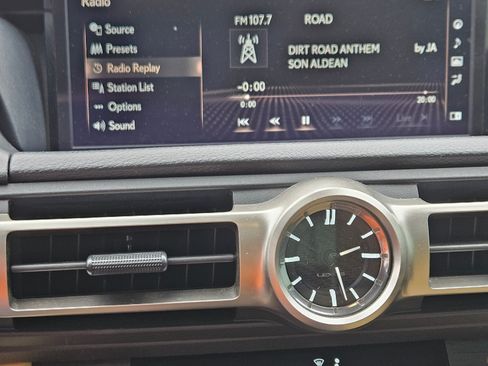 Radio
FM 107.7
ROAD
Source
Presets
Radio Replay
Station List
Options
Sound
DIRT ROAD ANTHEM
by JA
SON ALDEAN
-0:00
0:00
20:00
Live